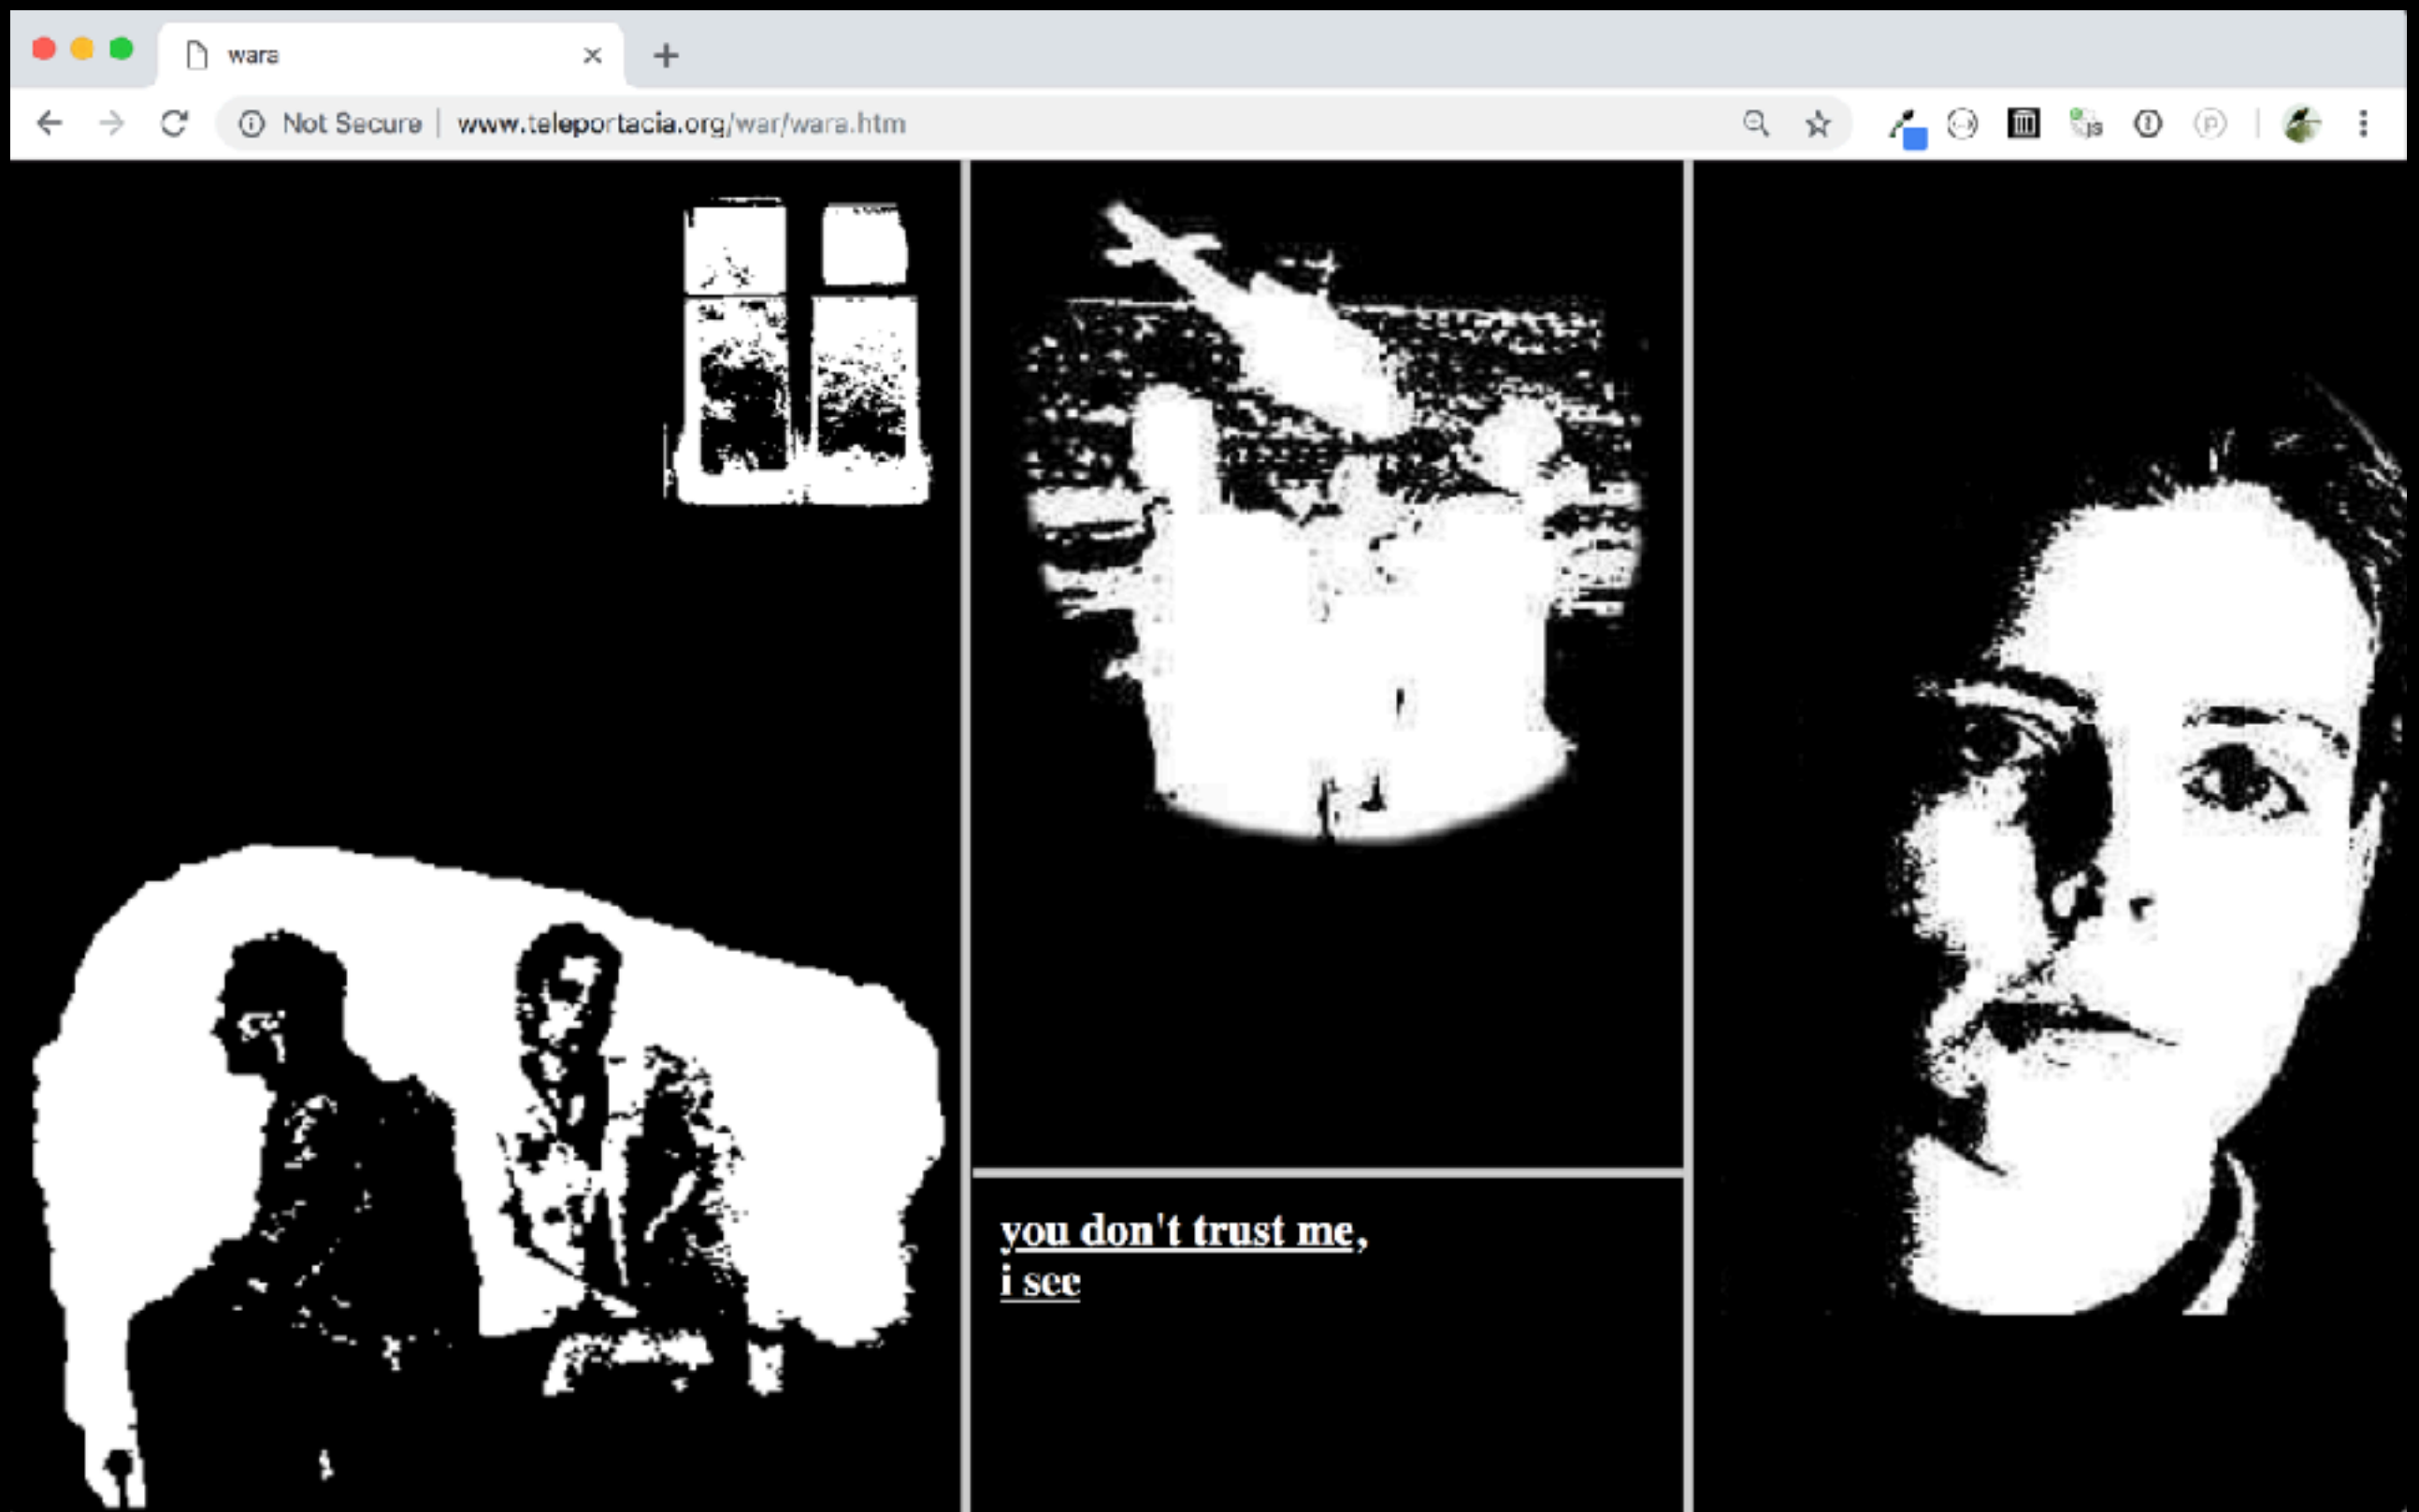 wara
Not Secure | www.teleportacia.org/war/wara.htm
you don't trust me,
i see